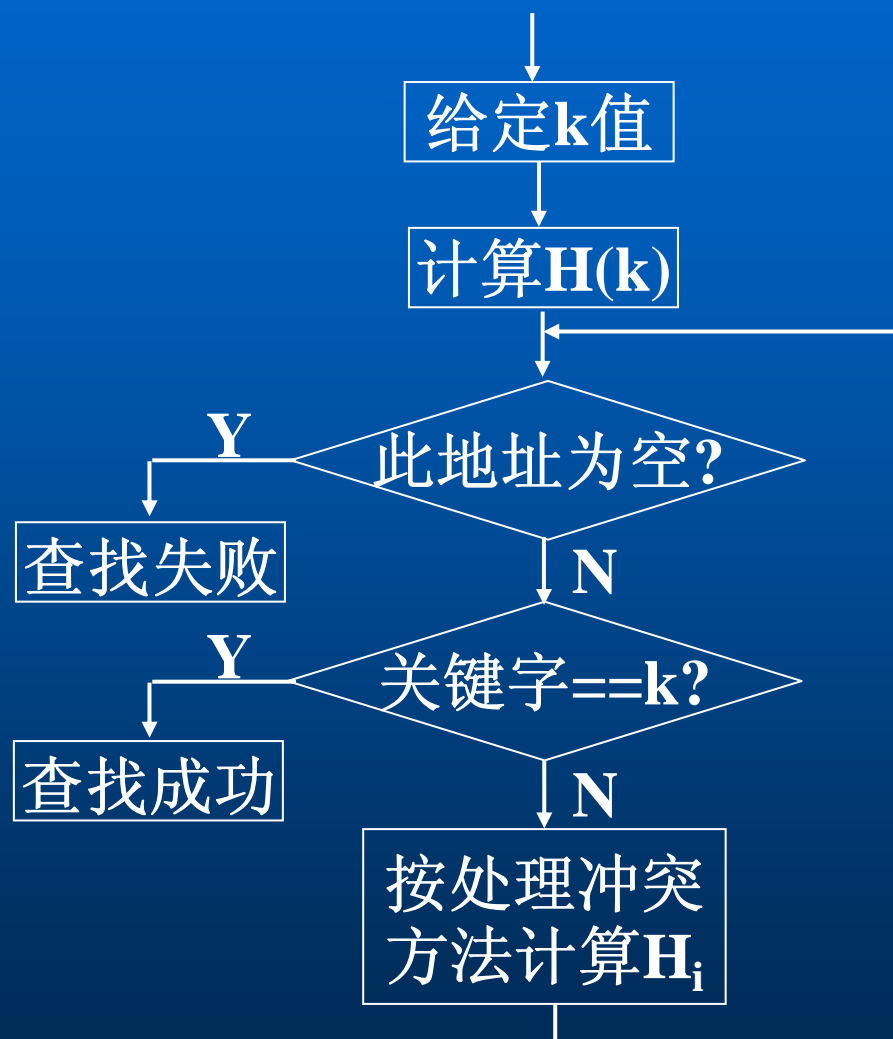 给定k值
计算H(k)
此地址为空?
Y
查找失败
N
关键字==k?
Y
查找成功
N
按处理冲突
方法计算Hi